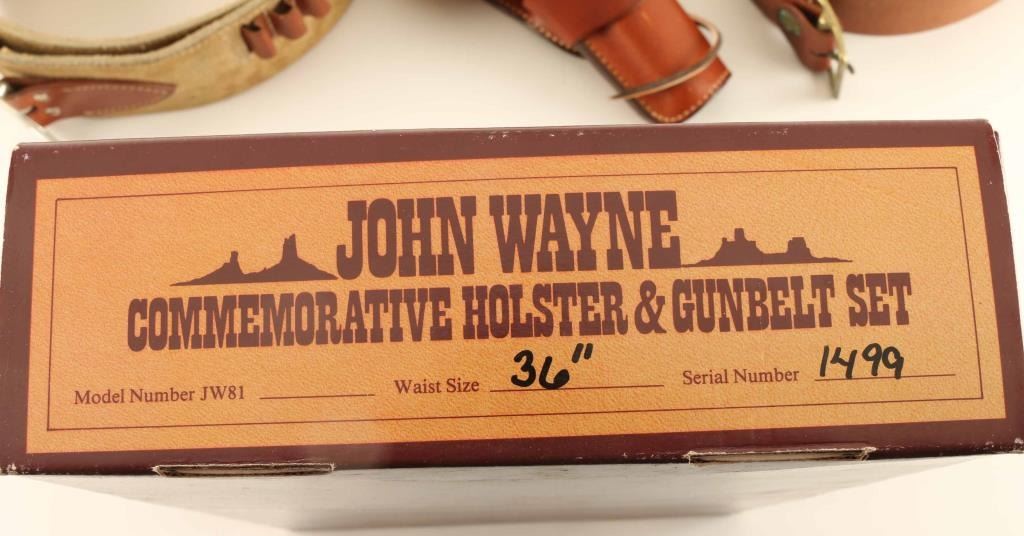 JOHN WAYNE
COMMEMORATIVE HOLSTER & GUNBELT SET
Model Number JW81 Waist Size 36" Serial Number 1499